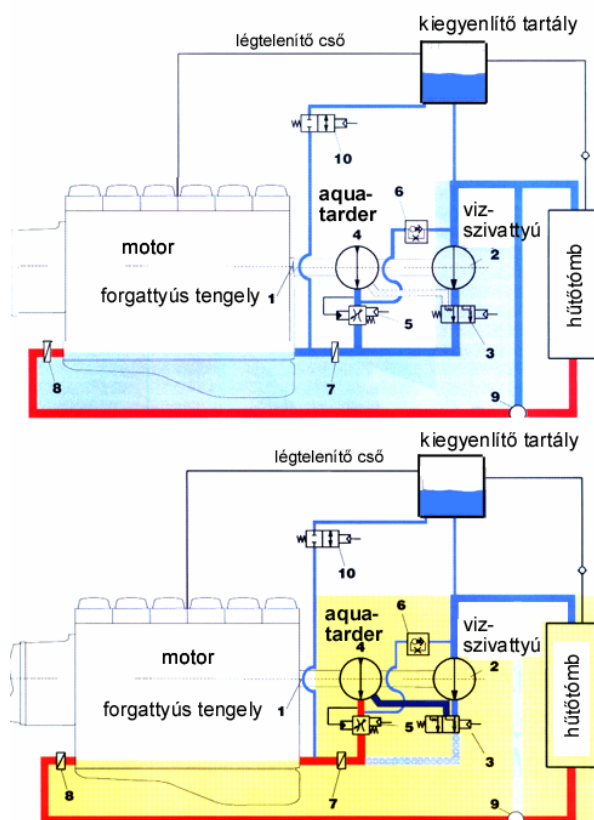 kiegyenlítő tartály
légtelenítő cső
10
aqua-
tarder
6
viz-
szivattyú
4
motor
2
forgattyús tengely
1
hűtőtömb
5
3
8
7
9
kiegyenlítő tartály
légtelenítő cső
10
6
aqua-
tarder
viz-
szivattyú
4
motor
2
forgattyús tengely
1
hűtőtömb
5
3
8
7
9